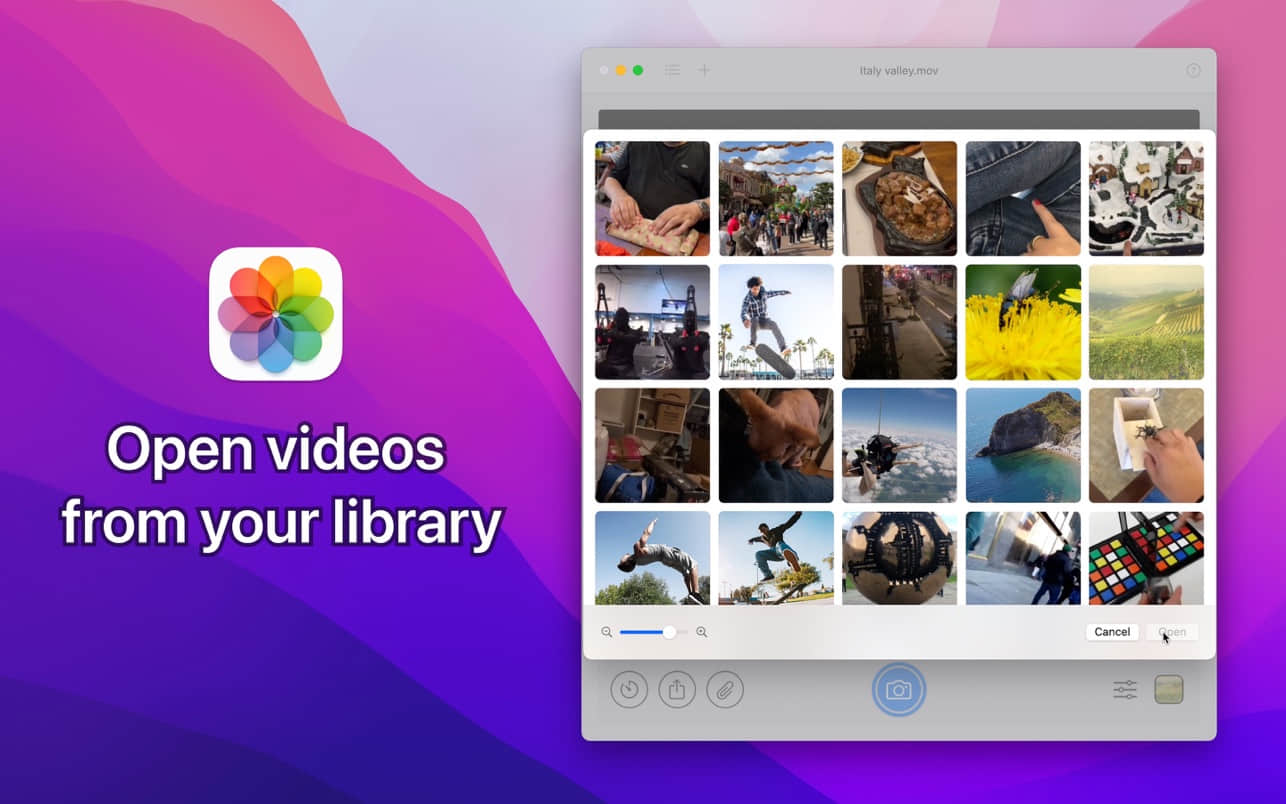 Open videos
from your library
Italy valley.mov
?
Cancel
Open